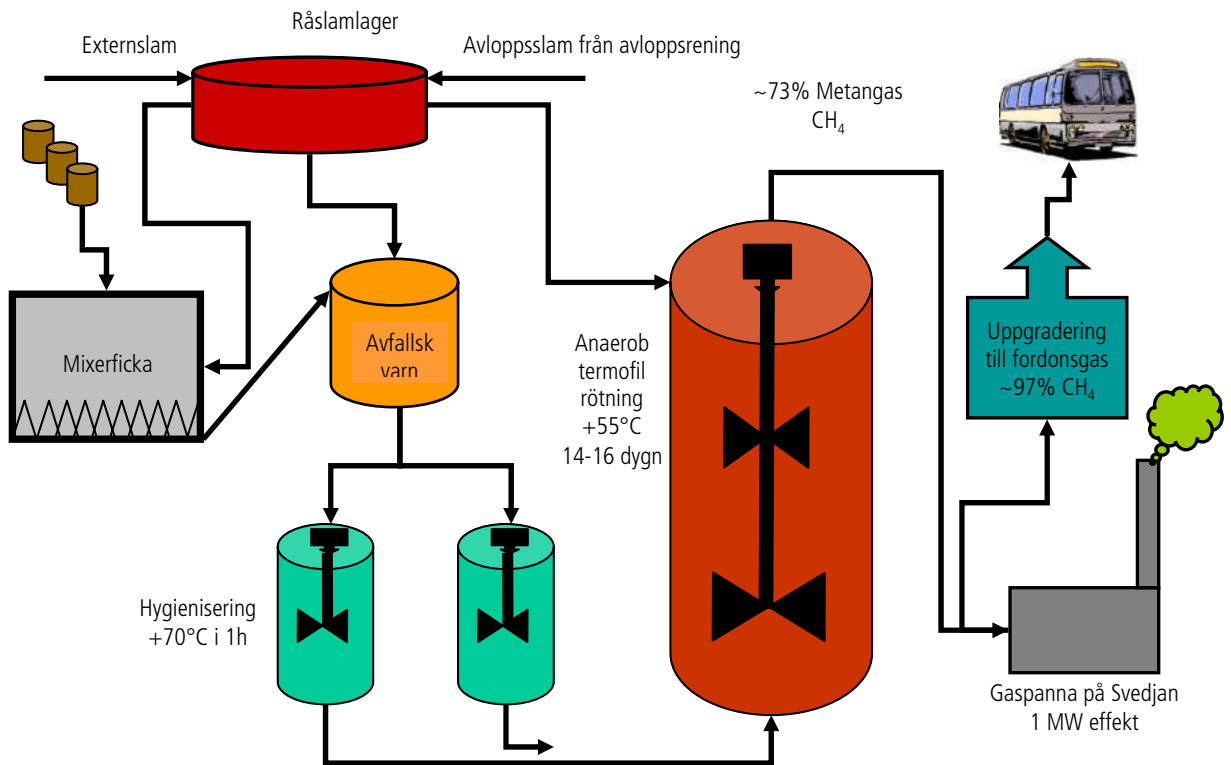 Råslamlager
Externslam
Avloppsslam från avloppsrening
~73% Metangas
CH₄
Mixerficka
Avfallsk
varn
Anaerob
termofil
rötning
+55°C
14-16 dygn
Uppgradering
till fordonsgas
~97% CH₄
Hygienisering
+70°C i 1h
Gaspanna på Svedjan
1 MW effekt